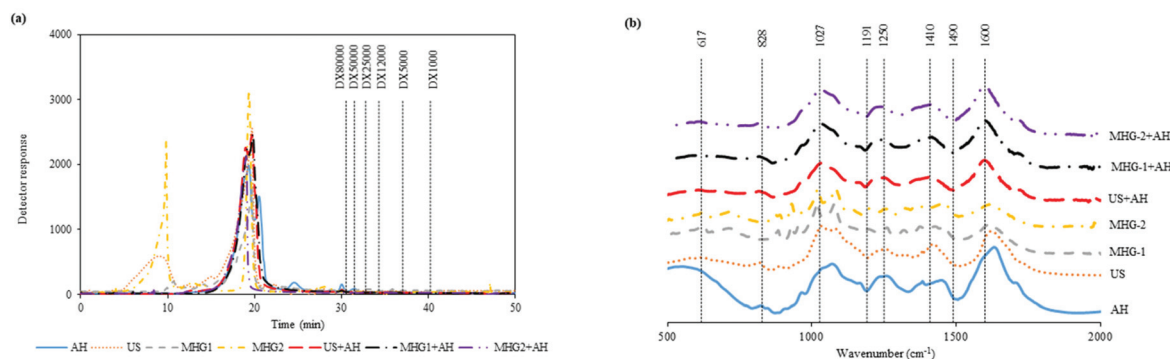 (a)
4000
3000
2000
1000
0
Detector response
DX80000
DX50000
DX25000
DX12000
DX5000
DX1000
0 10 20 30 40 50
Time (min)
AH US MHG1 MHG2 US+AH MHG1+AH MHG2+AH
(b)
617
828
1027
1191
1250
1410
1490
1600
MHG-2+AH
MHG-1+AH
US+AH
MHG-2
MHG-1
US
AH
500 1000 1500 2000
Wavenumber (cm⁻¹)